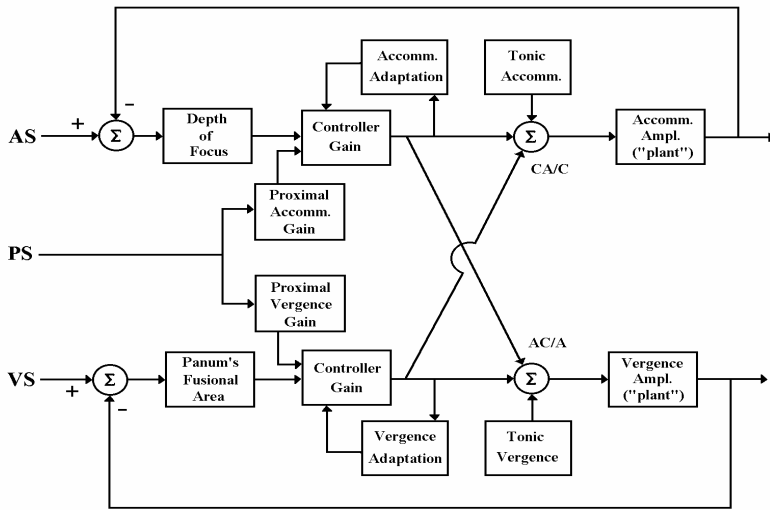 Accomm.
Adaptation
Tonic
Accomm.
−
+
AS
Σ
Depth
of
Focus
Controller
Gain
Σ
Accomm.
Ampl.
("plant")
CA/C
Proximal
Accomm.
Gain
PS
Proximal
Vergence
Gain
AC/A
VS
+
Σ
−
Panum's
Fusional
Area
Controller
Gain
Σ
Vergence
Ampl.
("plant")
Vergence
Adaptation
Tonic
Vergence